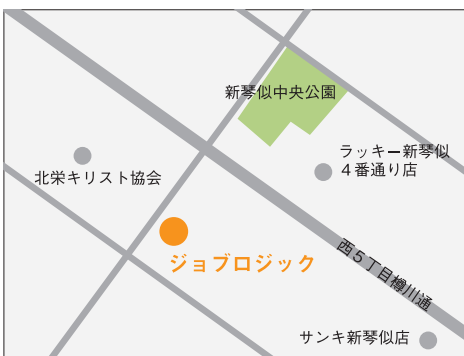 新琴似中央公園
ラッキー新琴似
４番通り店
北栄キリスト協会
ジョブロジック
西５丁目樽川通
サンキ新琴似店